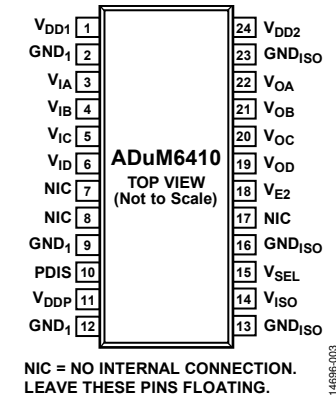 VDD1 1
GND1 2
VIA 3
VIB 4
VIC 5
VID 6
NIC 7
NIC 8
GND1 9
PDIS 10
VDDP 11
GND1 12
ADuM6410
TOP VIEW
(Not to Scale)
24 VDD2
23 GNDISO
22 VOA
21 VOB
20 VOC
19 VOD
18 VE2
17 NIC
16 GNDISO
15 VSEL
14 VISO
13 GNDISO
NIC = NO INTERNAL CONNECTION.
LEAVE THESE PINS FLOATING.
14696-003